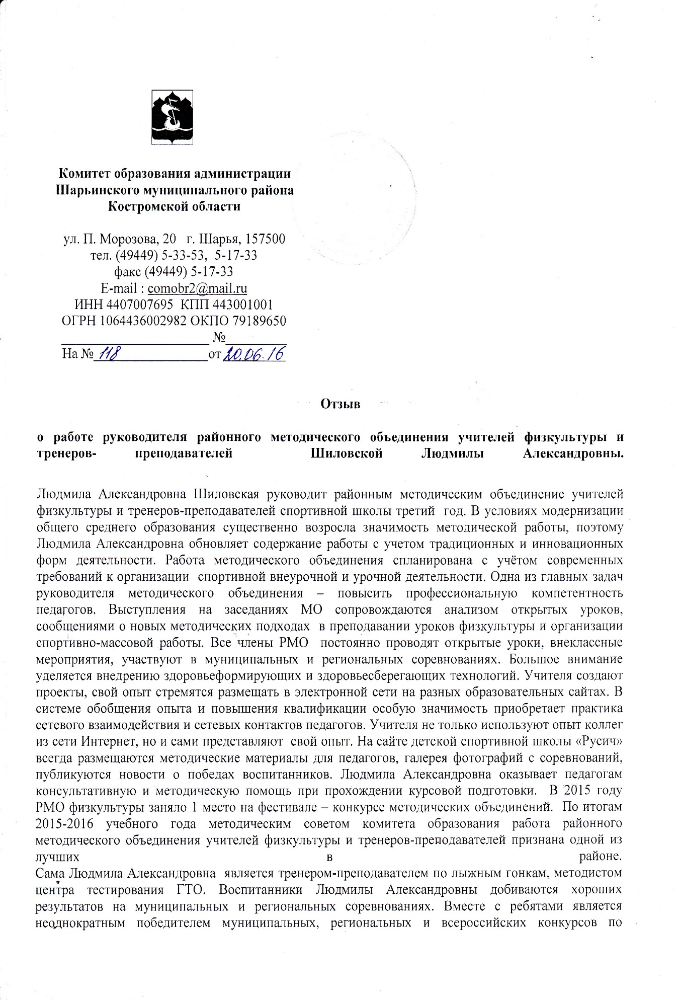 Комитет образования администрации
Шарьинского муниципального района
Костромской области
ул. П. Морозова, 20 г. Шарья, 157500
тел. (49449) 5-33-53, 5-17-33
факс (49449) 5-17-33
E-mail : comobr2@mail.ru
ИНН 4407007695 КПП 443001001
ОГРН 1064436002982 ОКПО 79189650
______________________ №_________
На № 118 от 20.06.16
Отзыв
о работе руководителя районного методического объединения учителей физкультуры и
тренеров- преподавателей Шиловской Людмилы Александровны.
Людмила Александровна Шиловская руководит районным методическим объединение учителей
физкультуры и тренеров-преподавателей спортивной школы третий год. В условиях модернизации
общего среднего образования существенно возросла значимость методической работы, поэтому
Людмила Александровна обновляет содержание работы с учетом традиционных и инновационных
форм деятельности. Работа методического объединения спланирована с учётом современных
требований к организации спортивной внеурочной и урочной деятельности. Одна из главных задач
руководителя методического объединения – повысить профессиональную компетентность
педагогов. Выступления на заседаниях МО сопровождаются анализом открытых уроков,
сообщениями о новых методических подходах в преподавании уроков физкультуры и организации
спортивно-массовой работы. Все члены РМО постоянно проводят открытые уроки, внеклассные
мероприятия, участвуют в муниципальных и региональных соревнованиях. Большое внимание
уделяется внедрению здоровьеформирующих и здоровьесберегающих технологий. Учителя создают
проекты, свой опыт стремятся размещать в электронной сети на разных образовательных сайтах. В
системе обобщения опыта и повышения квалификации особую значимость приобретает практика
сетевого взаимодействия и сетевых контактов педагогов. Учителя не только используют опыт коллег
из сети Интернет, но и сами представляют свой опыт. На сайте детской спортивной школы «Русич»
всегда размещаются методические материалы для педагогов, галерея фотографий с соревнований,
публикуются новости о победах воспитанников. Людмила Александровна оказывает педагогам
консультативную и методическую помощь при прохождении курсовой подготовки. В 2015 году
РМО физкультуры заняло 1 место на фестивале – конкурсе методических объединений. По итогам
2015-2016 учебного года методическим советом комитета образования работа районного
методического объединения учителей физкультуры и тренеров-преподавателей признана одной из
лучших в районе.
Сама Людмила Александровна является тренером-преподавателем по лыжным гонкам, методистом
центра тестирования ГТО. Воспитанники Людмилы Александровны добиваются хороших
результатов на муниципальных и региональных соревнованиях. Вместе с ребятами является
неоднократным победителем муниципальных, региональных и всероссийских конкурсов по